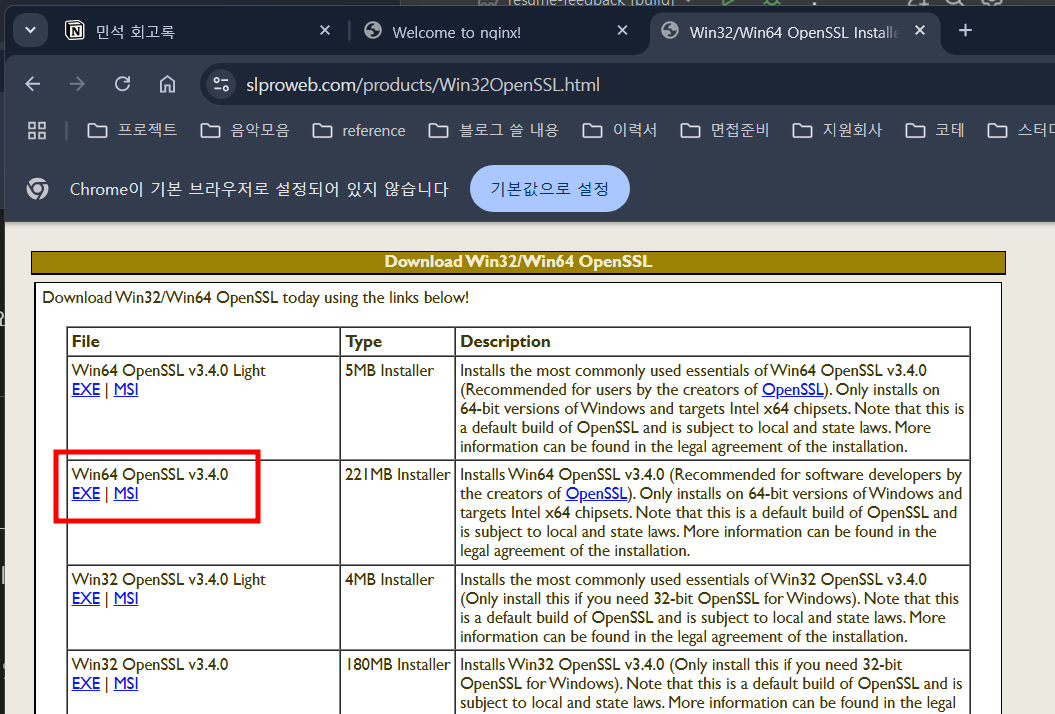 resume-feedback [build]
민석 회고록
Welcome to nginx!
Win32/Win64 OpenSSL Installe
slproweb.com/products/Win32OpenSSL.html
프로젝트
음악모음
reference
블로그 쓸 내용
이력서
면접준비
지원회사
코테
스터디
Chrome이 기본 브라우저로 설정되어 있지 않습니다
기본값으로 설정
Download Win32/Win64 OpenSSL
Download Win32/Win64 OpenSSL today using the links below!
File Type Description
Win64 OpenSSL v3.4.0 Light
EXE | MSI
5MB Installer
Installs the most commonly used essentials of Win64 OpenSSL v3.4.0
(Recommended for users by the creators of OpenSSL). Only installs on
64-bit versions of Windows and targets Intel x64 chipsets. Note that this is
a default build of OpenSSL and is subject to local and state laws. More
information can be found in the legal agreement of the installation.
Win64 OpenSSL v3.4.0
EXE | MSI
221MB Installer
Installs Win64 OpenSSL v3.4.0 (Recommended for software developers by
the creators of OpenSSL). Only installs on 64-bit versions of Windows and
targets Intel x64 chipsets. Note that this is a default build of OpenSSL and
is subject to local and state laws. More information can be found in the
legal agreement of the installation.
Win32 OpenSSL v3.4.0 Light
EXE | MSI
4MB Installer
Installs the most commonly used essentials of Win32 OpenSSL v3.4.0
(Only install this if you need 32-bit OpenSSL for Windows). Note that this
is a default build of OpenSSL and is subject to local and state laws. More
information can be found in the legal agreement of the installation.
Win32 OpenSSL v3.4.0
EXE | MSI
180MB Installer
Installs Win32 OpenSSL v3.4.0 (Only install this if you need 32-bit
OpenSSL for Windows). Note that this is a default build of OpenSSL and is
subject to local and state laws. More information can be found in the legal